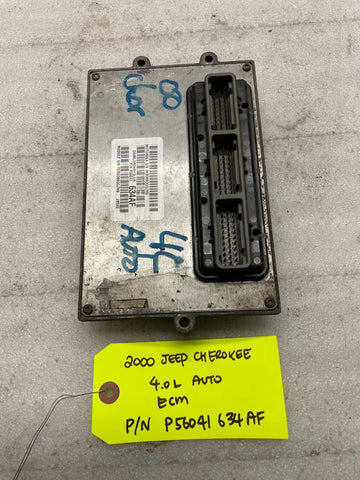 00
Cher
634AF
4L
AUTO
2000 JEEP CHEROKEE
4.0L AUTO
ECM
P/N P56041634AF